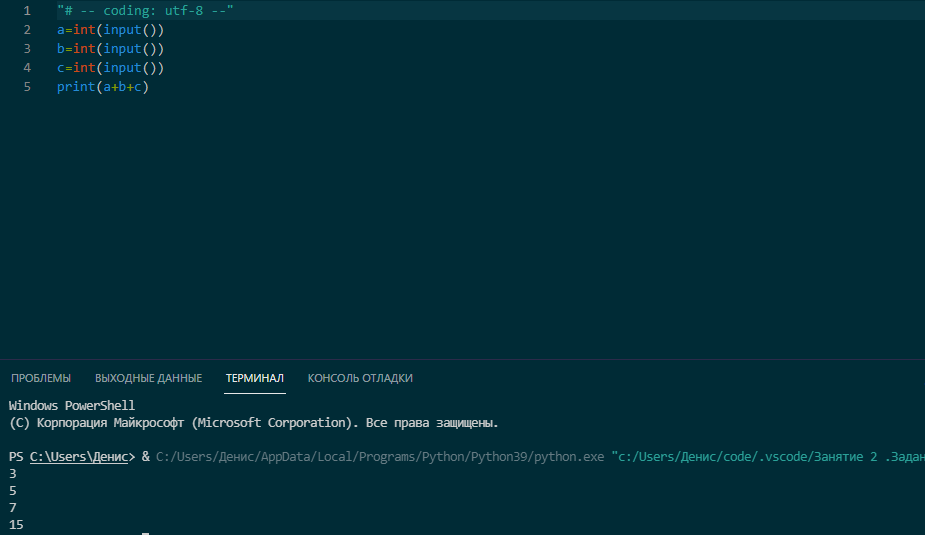 1 "# -- coding: utf-8 --"
2 a=int(input())
3 b=int(input())
4 c=int(input())
5 print(a+b+c)
ПРОБЛЕМЫ ВЫХОДНЫЕ ДАННЫЕ ТЕРМИНАЛ КОНСОЛЬ ОТЛАДКИ
Windows PowerShell
(C) Корпорация Майкрософт (Microsoft Corporation). Все права защищены.
PS C:\Users\Денис> & C:/Users/Денис/AppData/Local/Programs/Python/Python39/python.exe "c:/Users/Денис/code/.vscode/Занятие 2 .Задан
3
5
7
15